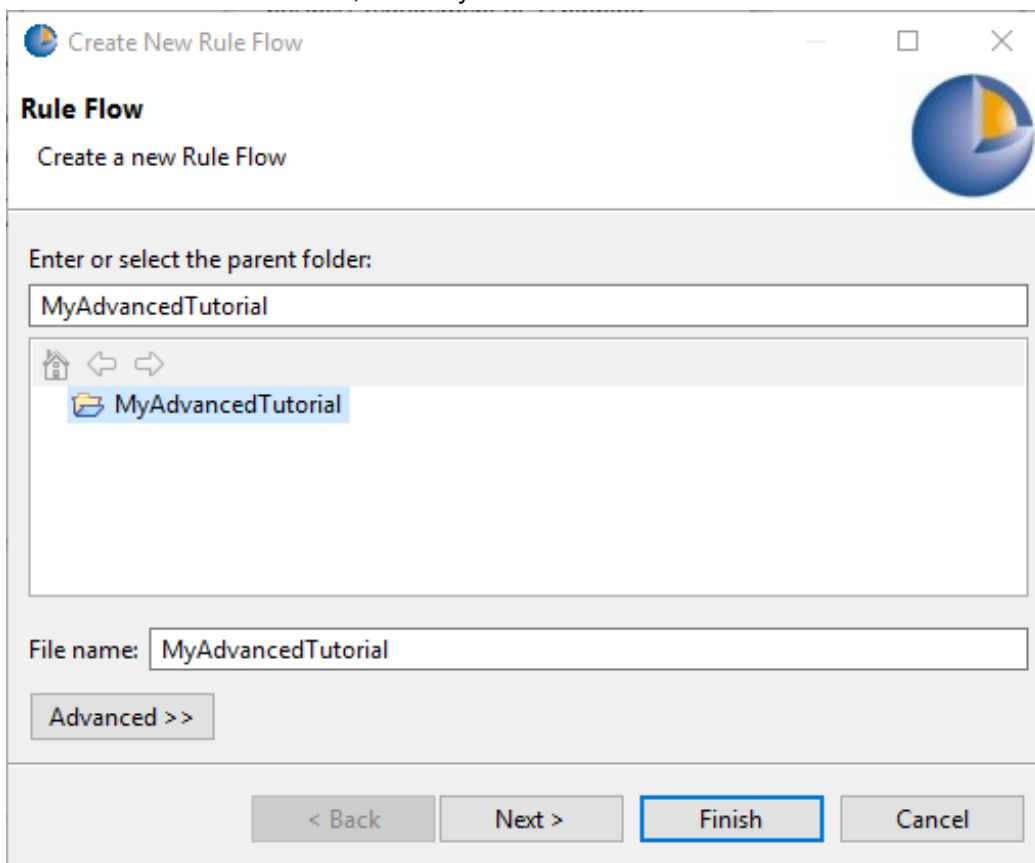 Create New Rule Flow
Rule Flow
Create a new Rule Flow
Enter or select the parent folder:
MyAdvancedTutorial
MyAdvancedTutorial
File name: MyAdvancedTutorial
Advanced >>
< Back Next > Finish Cancel